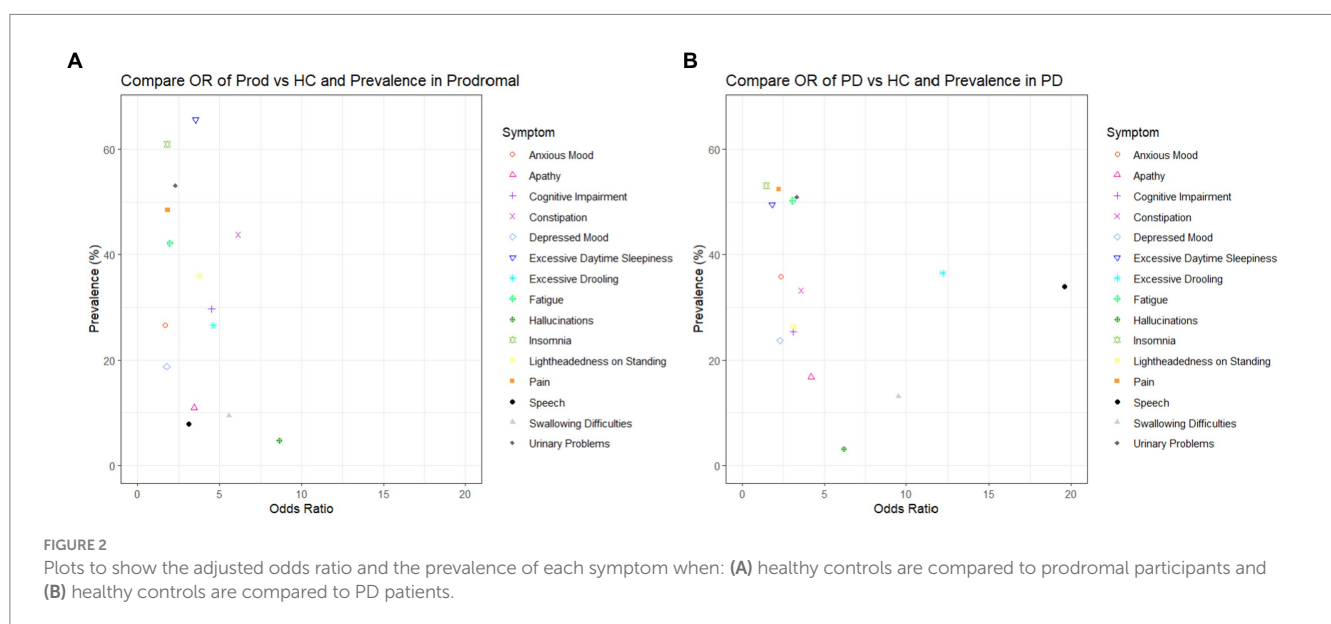 A
Compare OR of Prod vs HC and Prevalence in Prodromal
Prevalence (%)
60
40
20
0
0 5 10 15 20
Odds Ratio
Symptom
Anxious Mood
Apathy
Cognitive Impairment
Constipation
Depressed Mood
Excessive Daytime Sleepiness
Excessive Drooling
Fatigue
Hallucinations
Insomnia
Lightheadedness on Standing
Pain
Speech
Swallowing Difficulties
Urinary Problems
B
Compare OR of PD vs HC and Prevalence in PD
Prevalence (%)
60
40
20
0
0 5 10 15 20
Odds Ratio
Symptom
Anxious Mood
Apathy
Cognitive Impairment
Constipation
Depressed Mood
Excessive Daytime Sleepiness
Excessive Drooling
Fatigue
Hallucinations
Insomnia
Lightheadedness on Standing
Pain
Speech
Swallowing Difficulties
Urinary Problems
FIGURE 2
Plots to show the adjusted odds ratio and the prevalence of each symptom when: (A) healthy controls are compared to prodromal participants and
(B) healthy controls are compared to PD patients.